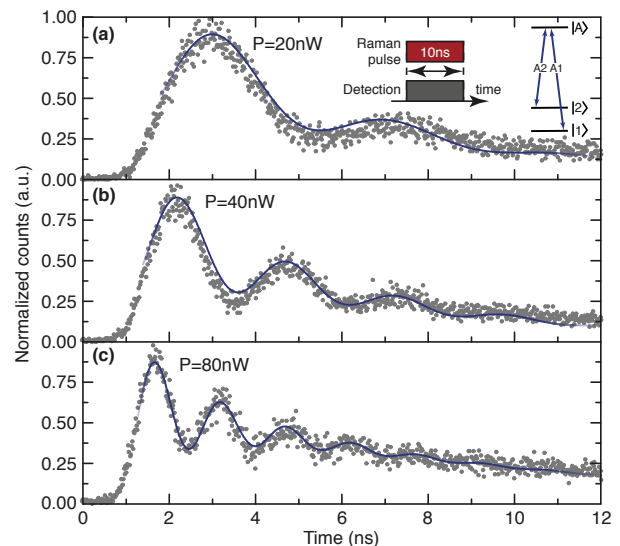 Normalized counts (a.u.)
(a)
P=20nW
1.00
0.75
0.50
0.25
0.00
Raman
pulse
10ns
Detection
time
|A⟩
A2
A1
|2⟩
|1⟩
(b)
P=40nW
0.75
0.50
0.25
0.00
(c)
P=80nW
0.75
0.50
0.25
0.00
0 2 4 6 8 10 12
Time (ns)